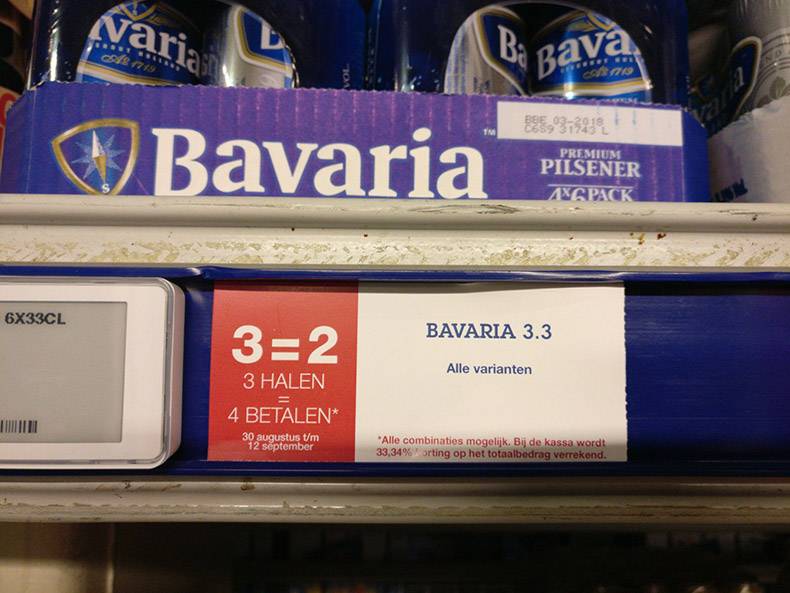 Bavaria
Bavaria
BBE 03-2018
C6S9 31743 L
Bavaria
TM
PREMIUM
PILSENER
4x6PACK
S
6X33CL
3=2
3 HALEN
=
4 BETALEN*
30 augustus t/m
12 september
BAVARIA 3.3
Alle varianten
*Alle combinaties mogelijk. Bij de kassa wordt
33,34% op het totaalbedrag verrekend.